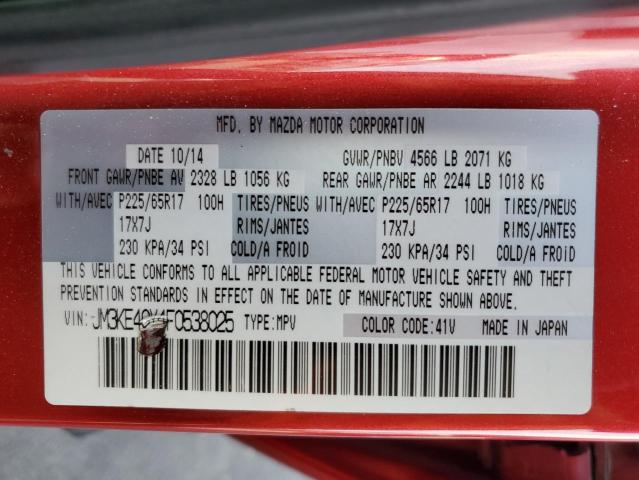 MFD. BY MAZDA MOTOR CORPORATION
DATE 10/14 GVWR/PNBV 4566 LB 2071 KG
FRONT GAWR/PNBE AV 2328 LB 1056 KG REAR GAWR/PNBE AR 2244 LB 1018 KG
WITH/AVEC P225/65R17 100H TIRES/PNEUS WITH/AVEC P225/65R17 100H TIRES/PNEUS
17X7J RIMS/JANTES 17X7J RIMS/JANTES
230 KPA/34 PSI COLD/A FROID 230 KPA/34 PSI COLD/A FROID
THIS VEHICLE CONFORMS TO ALL APPLICABLE FEDERAL MOTOR VEHICLE SAFETY AND THEFT
PREVENTION STANDARDS IN EFFECT ON THE DATE OF MANUFACTURE SHOWN ABOVE.
VIN: TYPE: MPV COLOR CODE: 41V MADE IN JAPAN